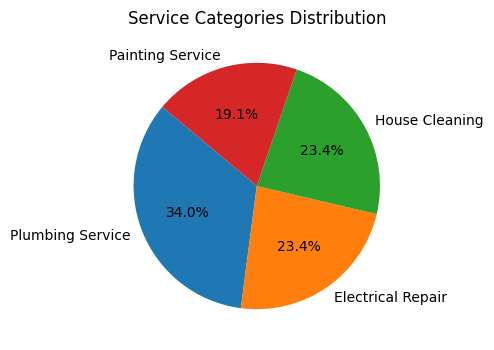 Service Categories Distribution
Painting Service
19.1%
House Cleaning
23.4%
34.0%
Plumbing Service
23.4%
Electrical Repair